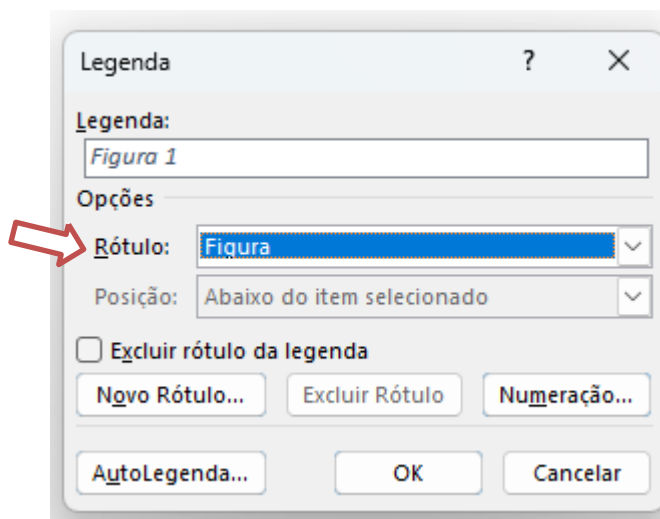 Legenda ?
Legenda:
Figura 1
Opções
Rótulo: Figura
Posição: Abaixo do item selecionado
Excluir rótulo da legenda
Novo Rótulo... Excluir Rótulo Numeração...
AutoLegenda... OK Cancelar